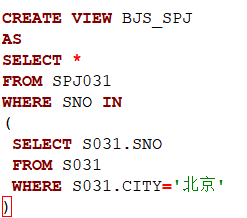 CREATE VIEW BJS_SPJ
AS
SELECT *
FROM SPJ031
WHERE SNO IN
(
SELECT S031.SNO
FROM S031
WHERE S031.CITY='北京'
)